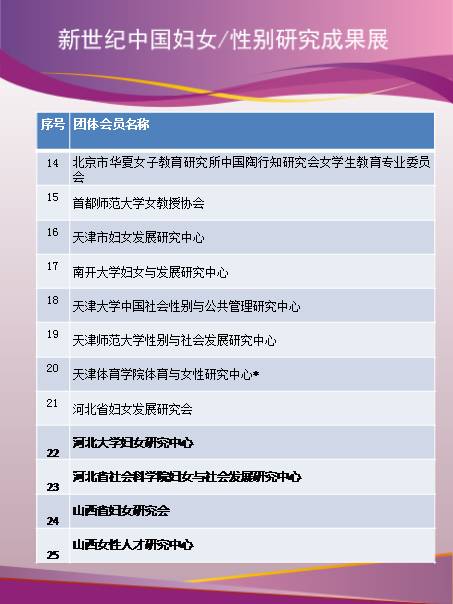 新世纪中国妇女/性别研究成果展
序号 团体会员名称
14 北京市华夏女子教育研究所中国陶行知研究会女学生教育专业委员
会
15 首都师范大学女教授协会
16 天津市妇女发展研究中心
17 南开大学妇女与发展研究中心
18 天津大学中国社会性别与公共管理研究中心
19 天津师范大学性别与社会发展研究中心
20 天津体育学院体育与女性研究中心*
21 河北省妇女发展研究会
22 河北大学妇女研究中心
23 河北省社会科学院妇女与社会发展研究中心
24 山西省妇女研究会
25 山西女性人才研究中心